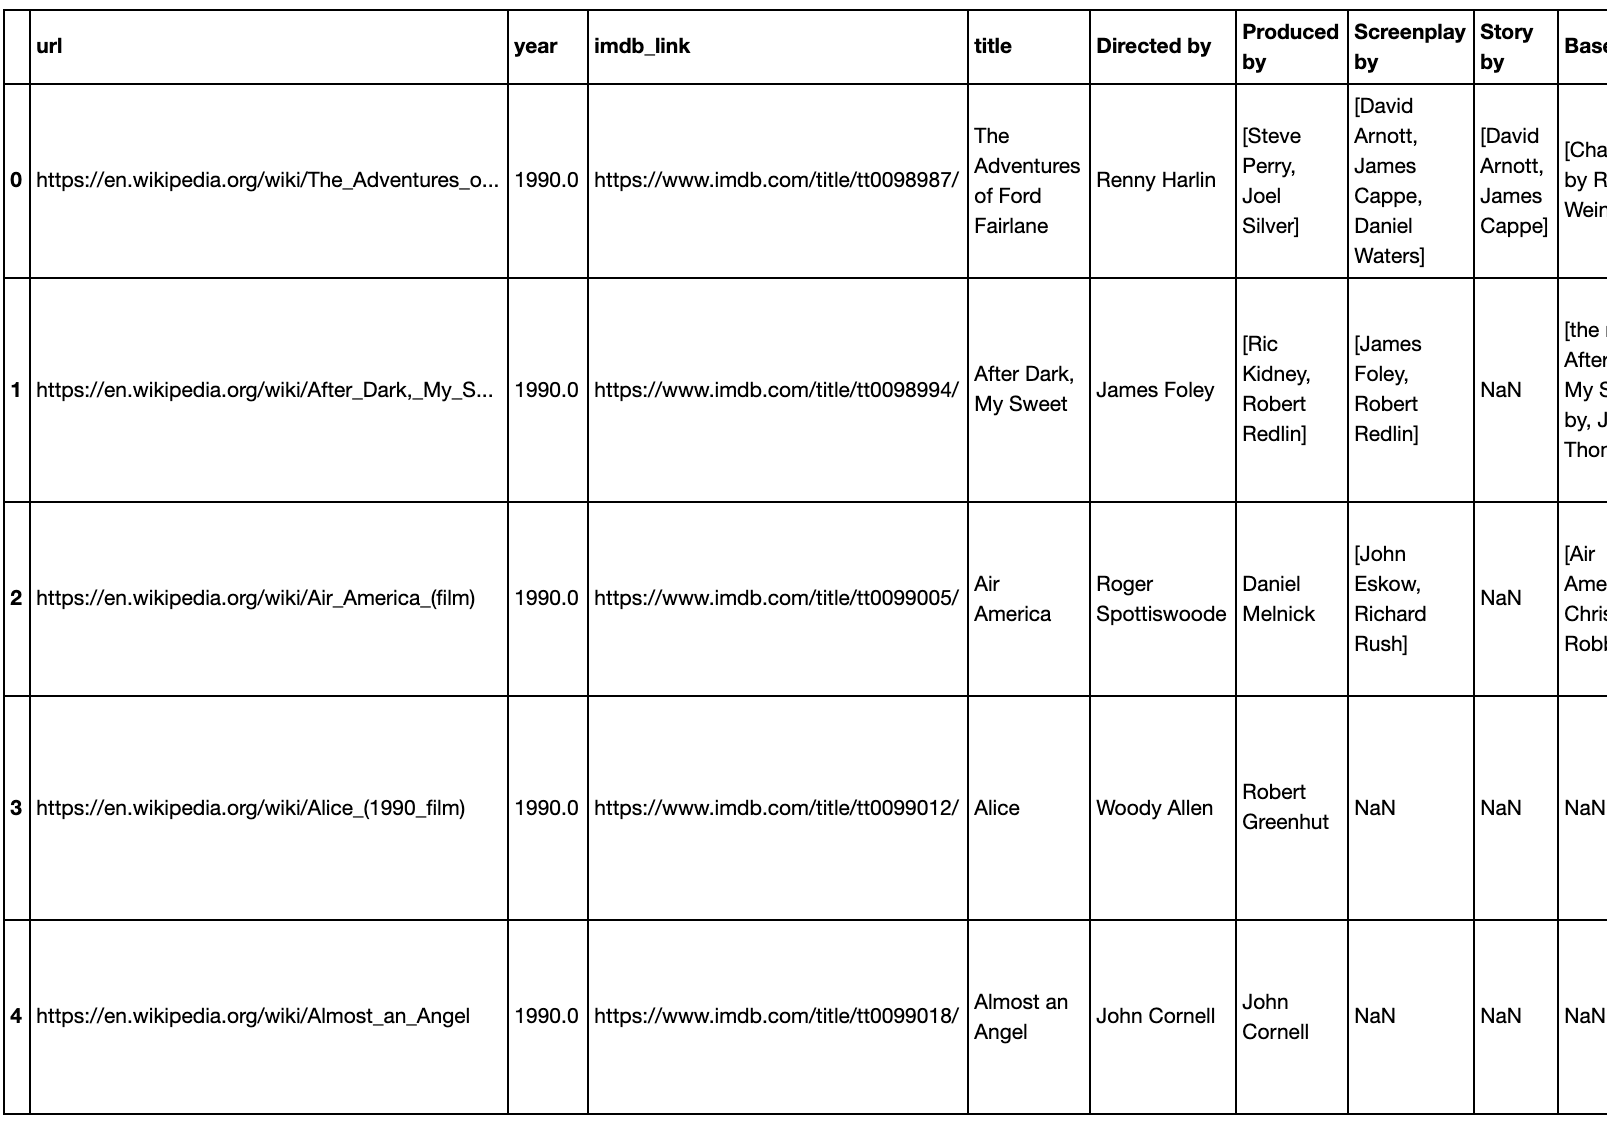 url year imdb_link title Directed by Produced by Screenplay by Story by
0 https://en.wikipedia.org/wiki/The_Adventures_o... 1990.0 https://www.imdb.com/title/tt0098987/ The Adventures of Ford Fairlane Renny Harlin [Steve Perry, Joel Silver] [David Arnott, James Cappe, Daniel Waters] [David Arnott, James Cappe] by
1 https://en.wikipedia.org/wiki/After_Dark,_My_S... 1990.0 https://www.imdb.com/title/tt0098994/ After Dark, My Sweet James Foley [Ric Kidney, Robert Redlin] [James Foley, Robert Redlin] NaN [the After My by,
2 https://en.wikipedia.org/wiki/Air_America_(film) 1990.0 https://www.imdb.com/title/tt0099005/ Air America Roger Spottiswoode Daniel Melnick [John Eskow, Richard Rush] NaN [Air
3 https://en.wikipedia.org/wiki/Alice_(1990_film) 1990.0 https://www.imdb.com/title/tt0099012/ Alice Woody Allen Robert Greenhut NaN NaN NaN
4 https://en.wikipedia.org/wiki/Almost_an_Angel 1990.0 https://www.imdb.com/title/tt0099018/ Almost an Angel John Cornell John Cornell NaN NaN NaN